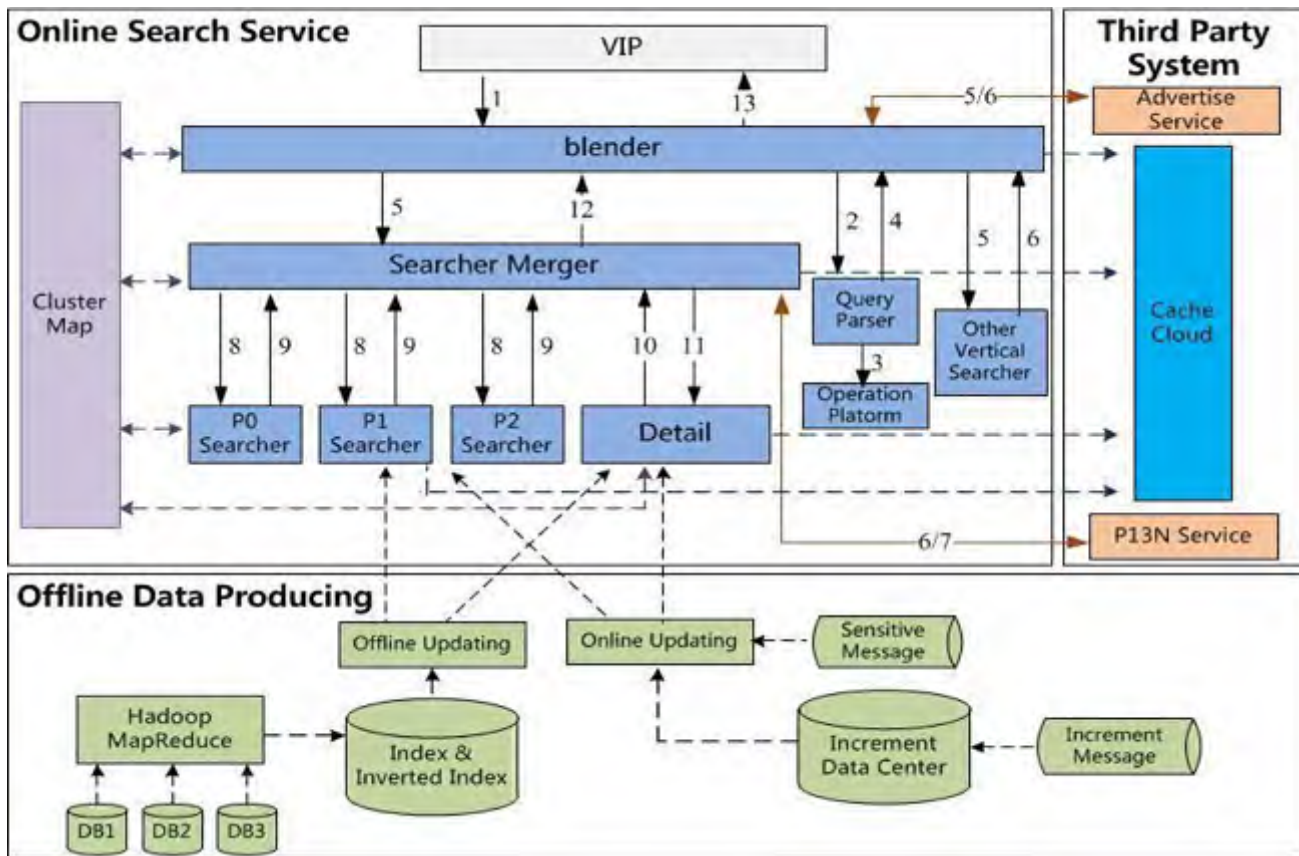 Online Search Service
Third Party
System
VIP
1
13
5/6
Advertise
Service
blender
5
12
2
4
5
6
Searcher Merger
Cluster
Map
Query
Parser
Other
Vertical
Searcher
Cache
Cloud
8
9
8
9
8
9
10
11
3
Operation
Platorm
P0
Searcher
P1
Searcher
P2
Searcher
Detail
6/7
P13N Service
Offline Data Producing
Offline Updating
Online Updating
Sensitive
Message
Hadoop
MapReduce
Index &
Inverted Index
Increment
Data Center
Increment
Message
DB1
DB2
DB3